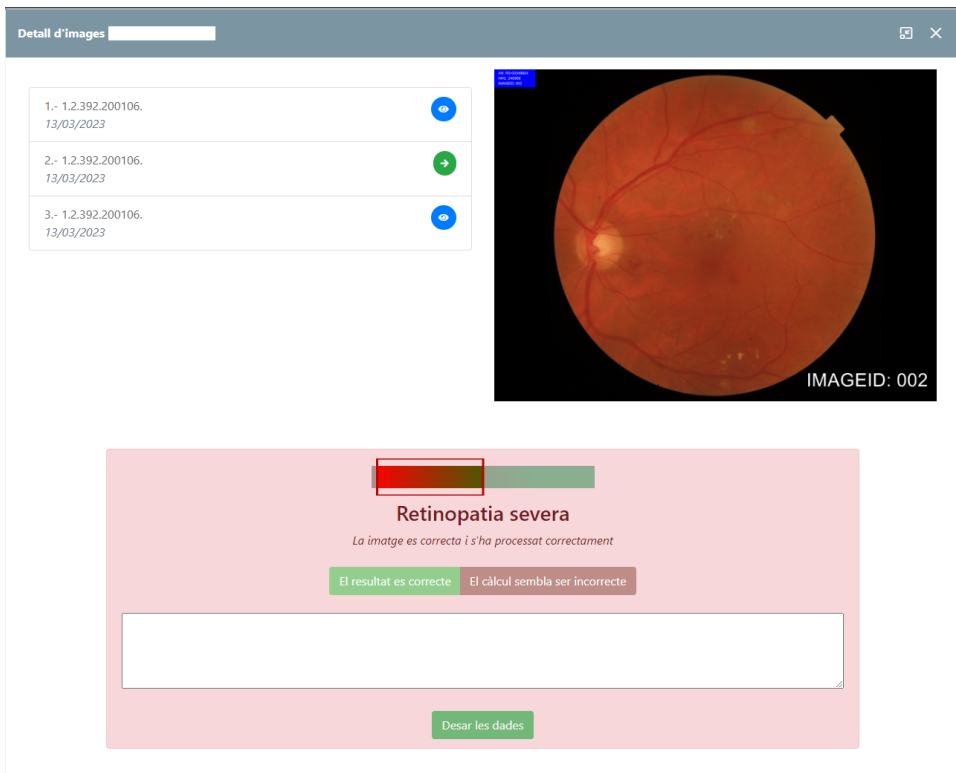 Detall d'images
1.- 1.2.392.200106.
13/03/2023
2.- 1.2.392.200106.
13/03/2023
3.- 1.2.392.200106.
13/03/2023
IMAGEID: 002
Retinopatia severa
La imatge es correcta i s'ha processat correctament
El resultat es correcte
El càlcul sembla ser incorrecte
Desar les dades